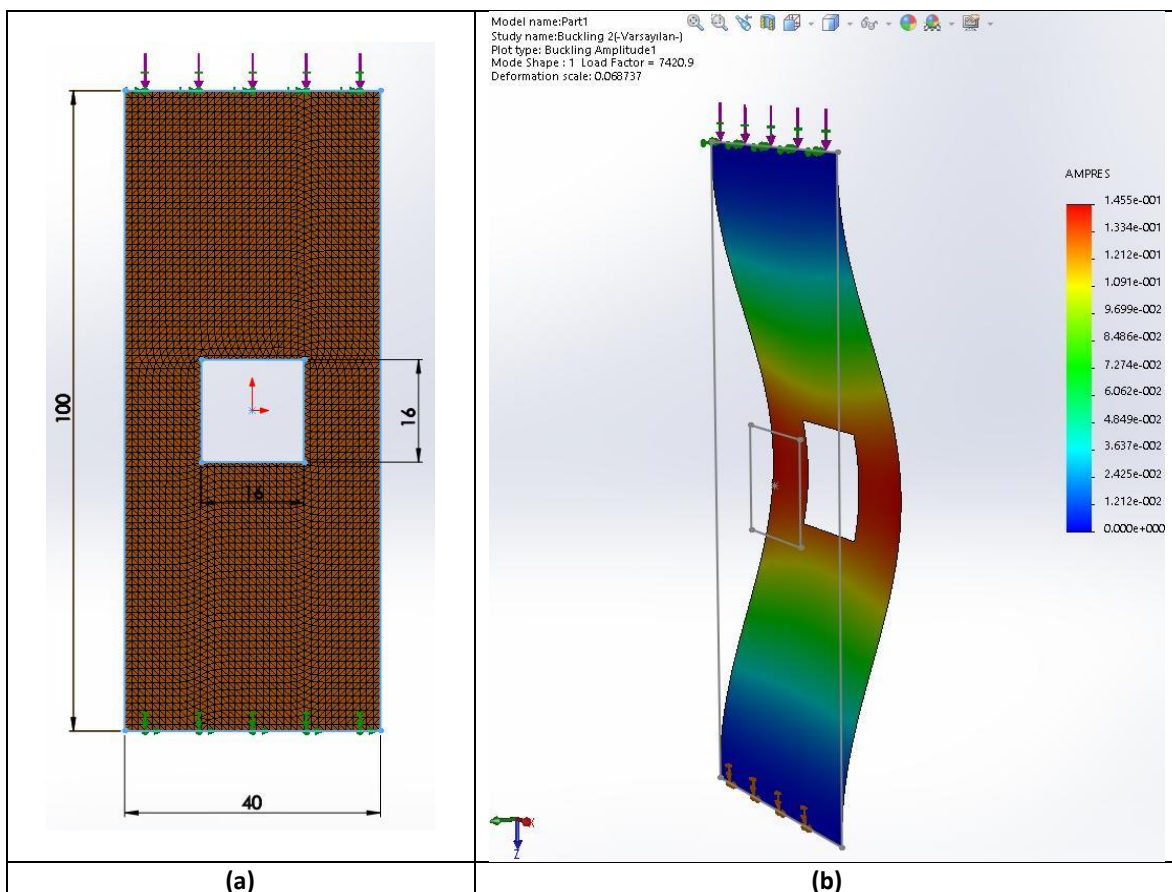 100
16
16
40
(a)
Model name:Part1
Study name:Buckling 2(-Varsayılan-)
Plot type: Buckling Amplitude1
Mode Shape : 1 Load Factor = 7420.9
Deformation scale: 0.068737
AMPRES
1.455e-001
1.334e-001
1.212e-001
9.699e-002
8.486e-002
7.274e-002
6.062e-002
4.849e-002
3.637e-002
2.425e-002
1.212e-002
0.000e+000
X
Z
(b)